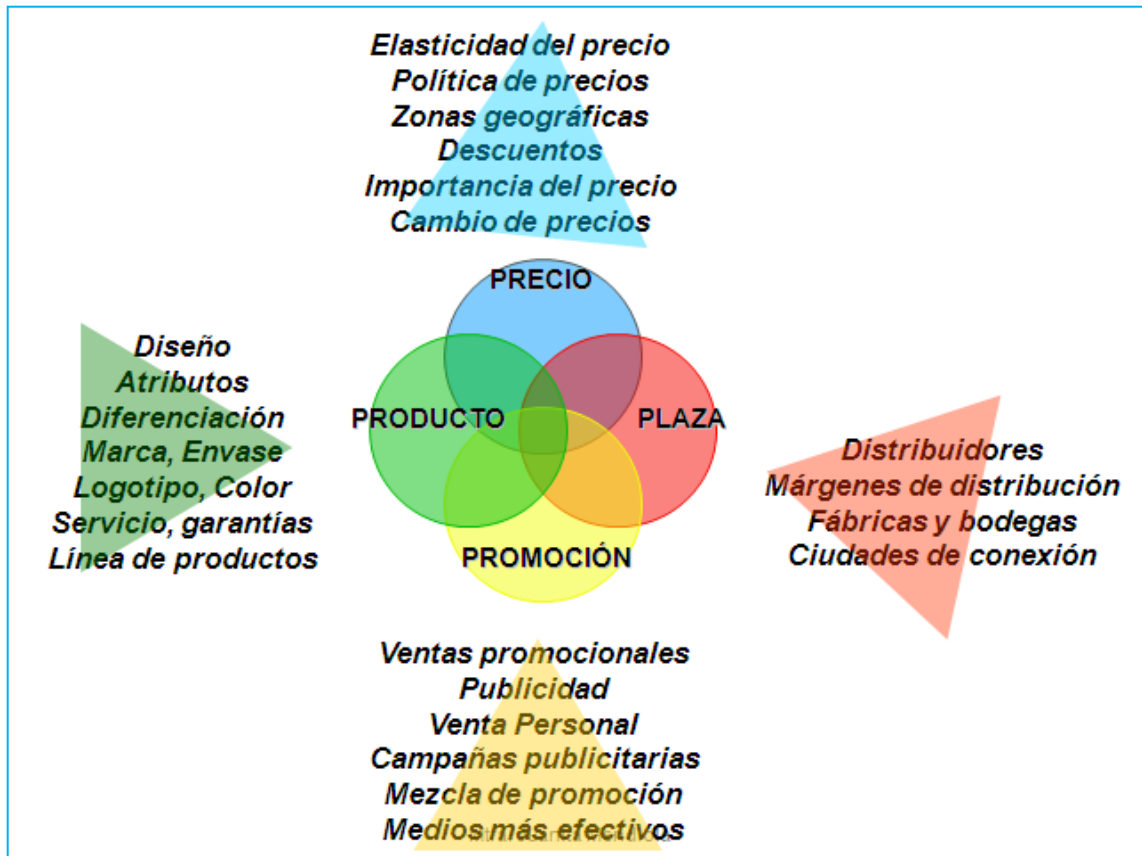 Elasticidad del precio
Política de precios
Zonas geográficas
Descuentos
Importancia del precio
Cambio de precios
PRECIO
Diseño
Atributos
Diferenciación
Marca, Envase
Logotipo, Color
Servicio, garantías
Línea de productos
PRODUCTO
PLAZA
Distribuidores
Márgenes de distribución
Fábricas y bodegas
Ciudades de conexión
PROMOCIÓN
Ventas promocionales
Publicidad
Venta Personal
Campañas publicitarias
Mezcla de promoción
Medios más efectivos